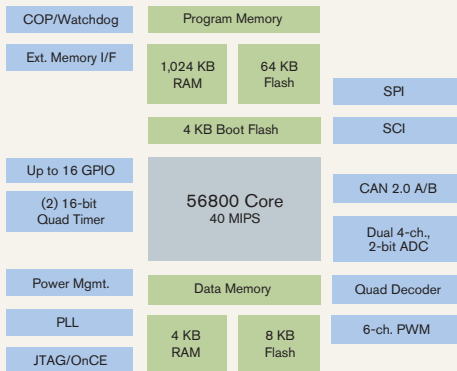 COP/Watchdog
Ext. Memory I/F
Up to 16 GPIO
(2) 16-bit
Quad Timer
Power Mgmt.
PLL
JTAG/OnCE
Program Memory
1,024 KB
RAM
64 KB
Flash
4 KB Boot Flash
56800 Core
40 MIPS
Data Memory
4 KB
RAM
8 KB
Flash
SPI
SCI
CAN 2.0 A/B
Dual 4-ch.,
2-bit ADC
Quad Decoder
6-ch. PWM